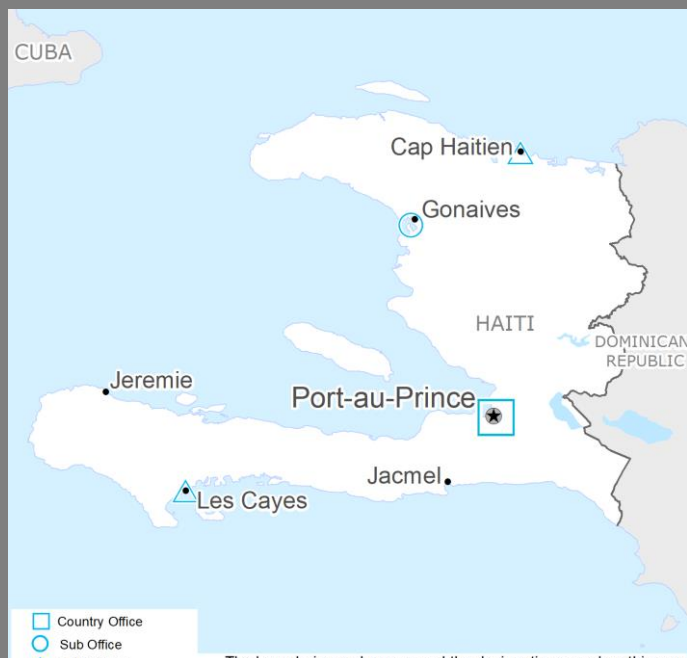 CUBA
Cap Haitien
Gonaives
HAITI
DOMINICAN
REPUBLIC
Jeremie
Port-au-Prince
Jacmel
Les Cayes
Country Office
Sub Office